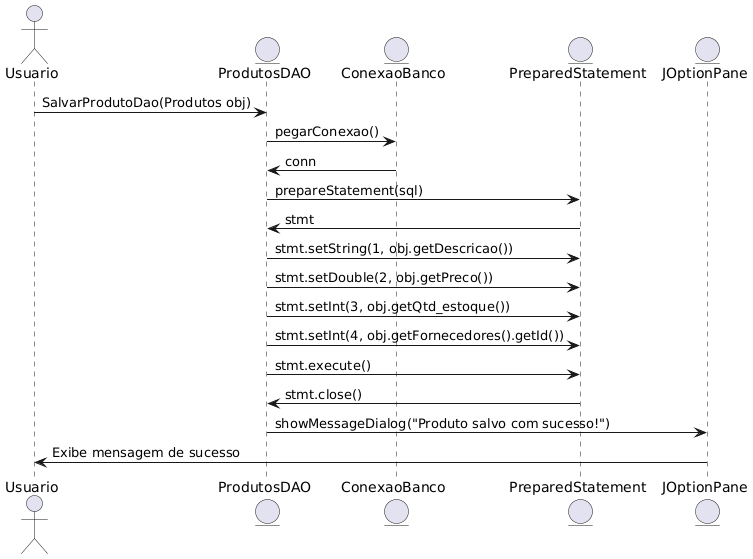 Usuario
ProdutosDAO
ConexaoBanco
PreparedStatement
JOptionPane
SalvarProdutoDao(Produtos obj)
pegarConexao()
conn
prepareStatement(sql)
stmt
stmt.setString(1, obj.getDescricao())
stmt.setDouble(2, obj.getPreco())
stmt.setInt(3, obj.getQtd_estoque())
stmt.setInt(4, obj.getFornecedores().getId())
stmt.execute()
stmt.close()
showMessageDialog("Produto salvo com sucesso!")
Exibe mensagem de sucesso
Usuario
ProdutosDAO
ConexaoBanco
PreparedStatement
JOptionPane